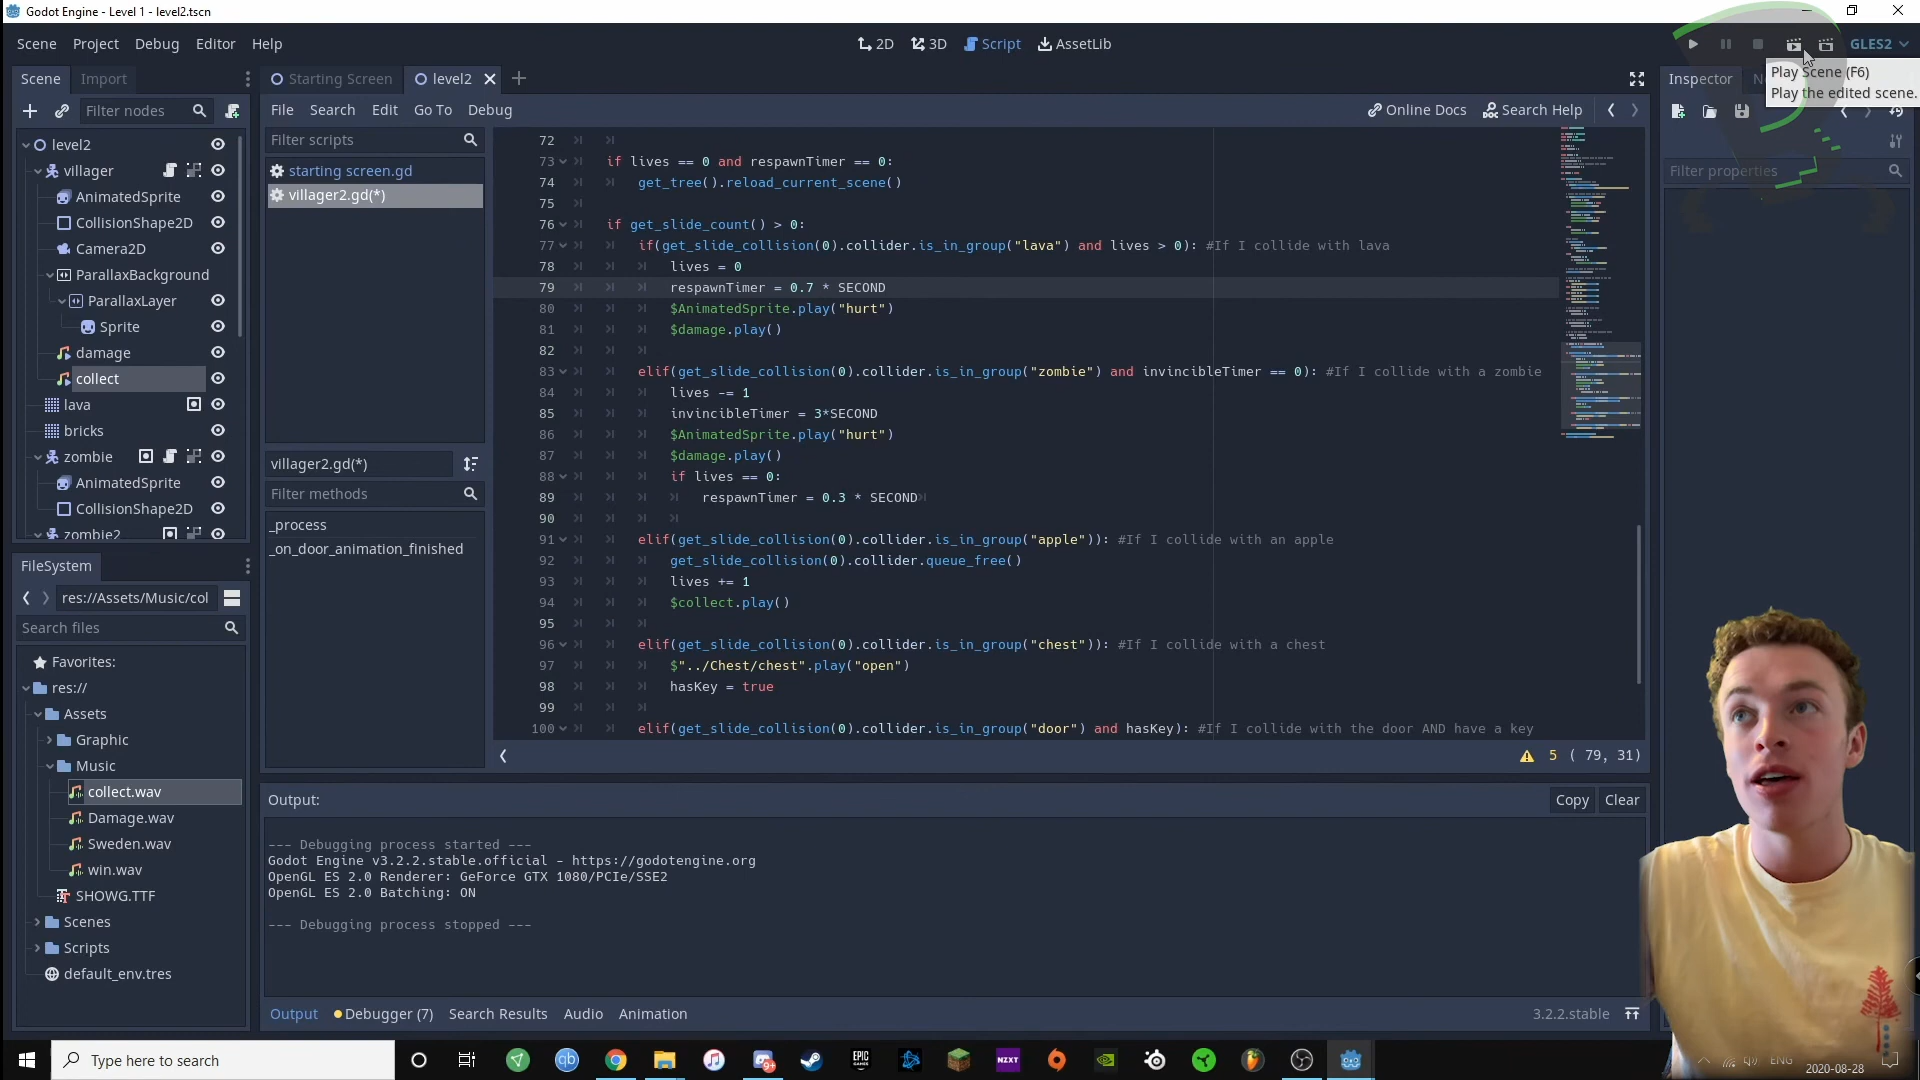 Godot Engine - Level 1 - level2.tscn
Scene Project Debug Editor Help
2D 3D Script AssetLib
GLES2
Scene Import
Starting Screen level2
Inspector
Play Scene (F6)
Play the edited scene.
Filter nodes
File Search Edit Go To Debug
Online Docs Search Help
Filter properties
level2
villager
AnimatedSprite
CollisionShape2D
Camera2D
ParallaxBackground
ParallaxLayer
Sprite
damage
collect
lava
bricks
zombie
AnimatedSprite
CollisionShape2D
zombie2
FileSystem
res://Assets/Music/col
Search files
Favorites:
res://
Assets
Graphic
Music
collect.wav
Damage.wav
Sweden.wav
win.wav
SHOWG.TTF
Scenes
Scripts
default_env.tres
Filter scripts
starting screen.gd
villager2.gd(*)
villager2.gd(*)
Filter methods
_process
_on_door_animation_finished
72
73 if lives == 0 and respawnTimer == 0:
74 get_tree().reload_current_scene()
75
76 if get_slide_count() > 0:
77 if(get_slide_collision(0).collider.is_in_group("lava") and lives > 0): #If I collide with lava
78 lives = 0
79 respawnTimer = 0.7 * SECOND
80 $AnimatedSprite.play("hurt")
81 $damage.play()
82
83 elif(get_slide_collision(0).collider.is_in_group("zombie") and invincibleTimer == 0): #If I collide with a zombie
84 lives -= 1
85 invincibleTimer = 3*SECOND
86 $AnimatedSprite.play("hurt")
87 $damage.play()
88 if lives == 0:
89 respawnTimer = 0.3 * SECOND
90
91 elif(get_slide_collision(0).collider.is_in_group("apple")): #If I collide with an apple
92 get_slide_collision(0).collider.queue_free()
93 lives += 1
94 $collect.play()
95
96 elif(get_slide_collision(0).collider.is_in_group("chest")): #If I collide with a chest
97 $"../Chest/chest".play("open")
98 hasKey = true
99
100 elif(get_slide_collision(0).collider.is_in_group("door") and hasKey): #If I collide with the door AND have a key
5 ( 79, 31)
Output: Copy Clear
--- Debugging process started ---
Godot Engine v3.2.2.stable.official - https://godotengine.org
OpenGL ES 2.0 Renderer: GeForce GTX 1080/PCIe/SSE2
OpenGL ES 2.0 Batching: ON
--- Debugging process stopped ---
Output Debugger (7) Search Results Audio Animation
3.2.2.stable
Type here to search
qb
9+
EPIC GAMES
NZXT
ENG
2020-08-28